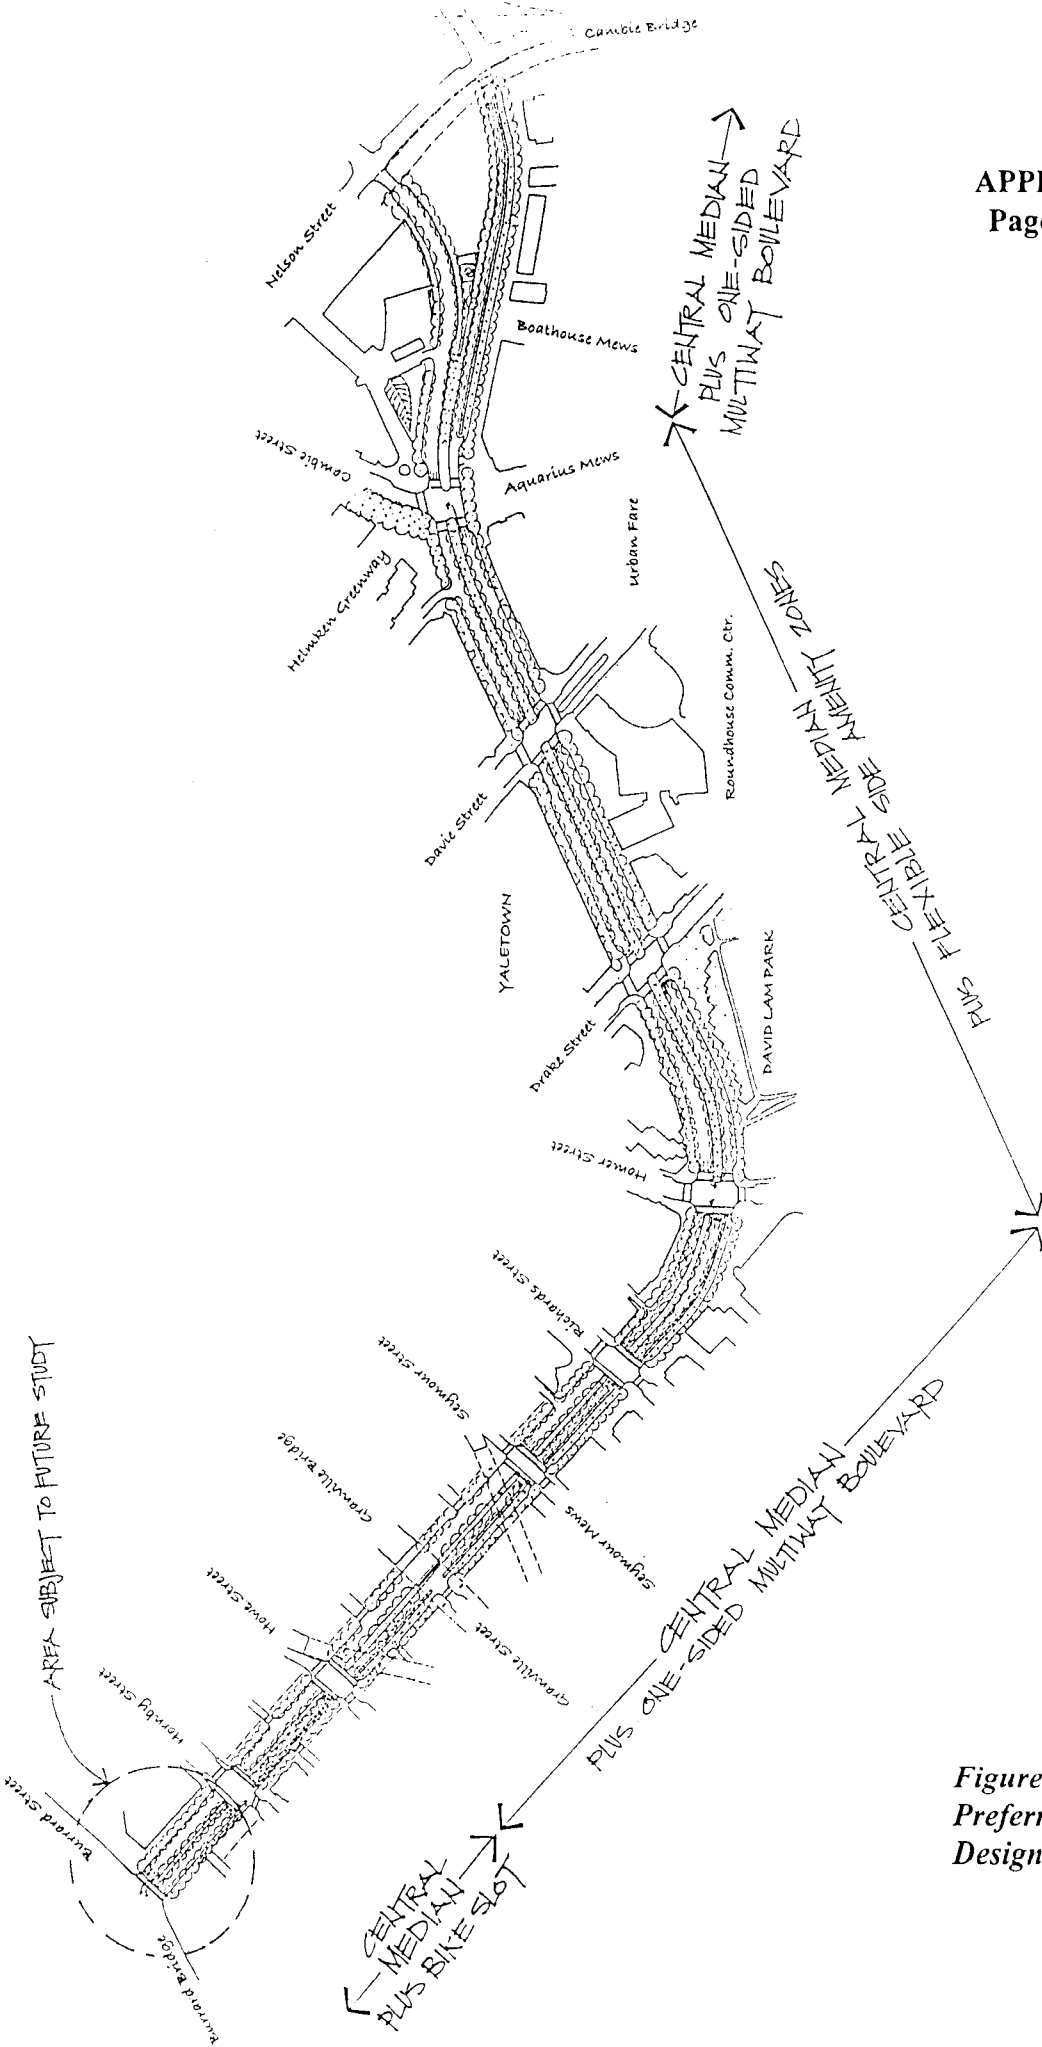 Cambie Bridge
APP
Page
Nelson Street
CENTRAL MEDIAN
PLUS ONE-SIDED
MULTIWAY BOULEVARD
Boathouse Mews
Cambie Street
Aquarius Mews
Urban Fare
Helmken Greenway
CENTRAL MEDIAN
PLUS FLEXIBLE SIDE AMENITY ZONES
Roundhouse Comm. Ctr.
Davie Street
YALETOWN
DAVID LAM PARK
Drake Street
Homer Street
Richards Street
Seymour Street
Granville Bridge
Seymour Mews
Howe Street
Granville Street
AREA SUBJECT TO FUTURE STUDY
Hornby Street
CENTRAL MEDIAN
PLUS ONE-SIDED MULTIWAY BOULEVARD
Burrard Street
Burrard Bridge
CENTRAL
MEDIAN
PLUS BIKE SLOT
Figure
Preferr
Design